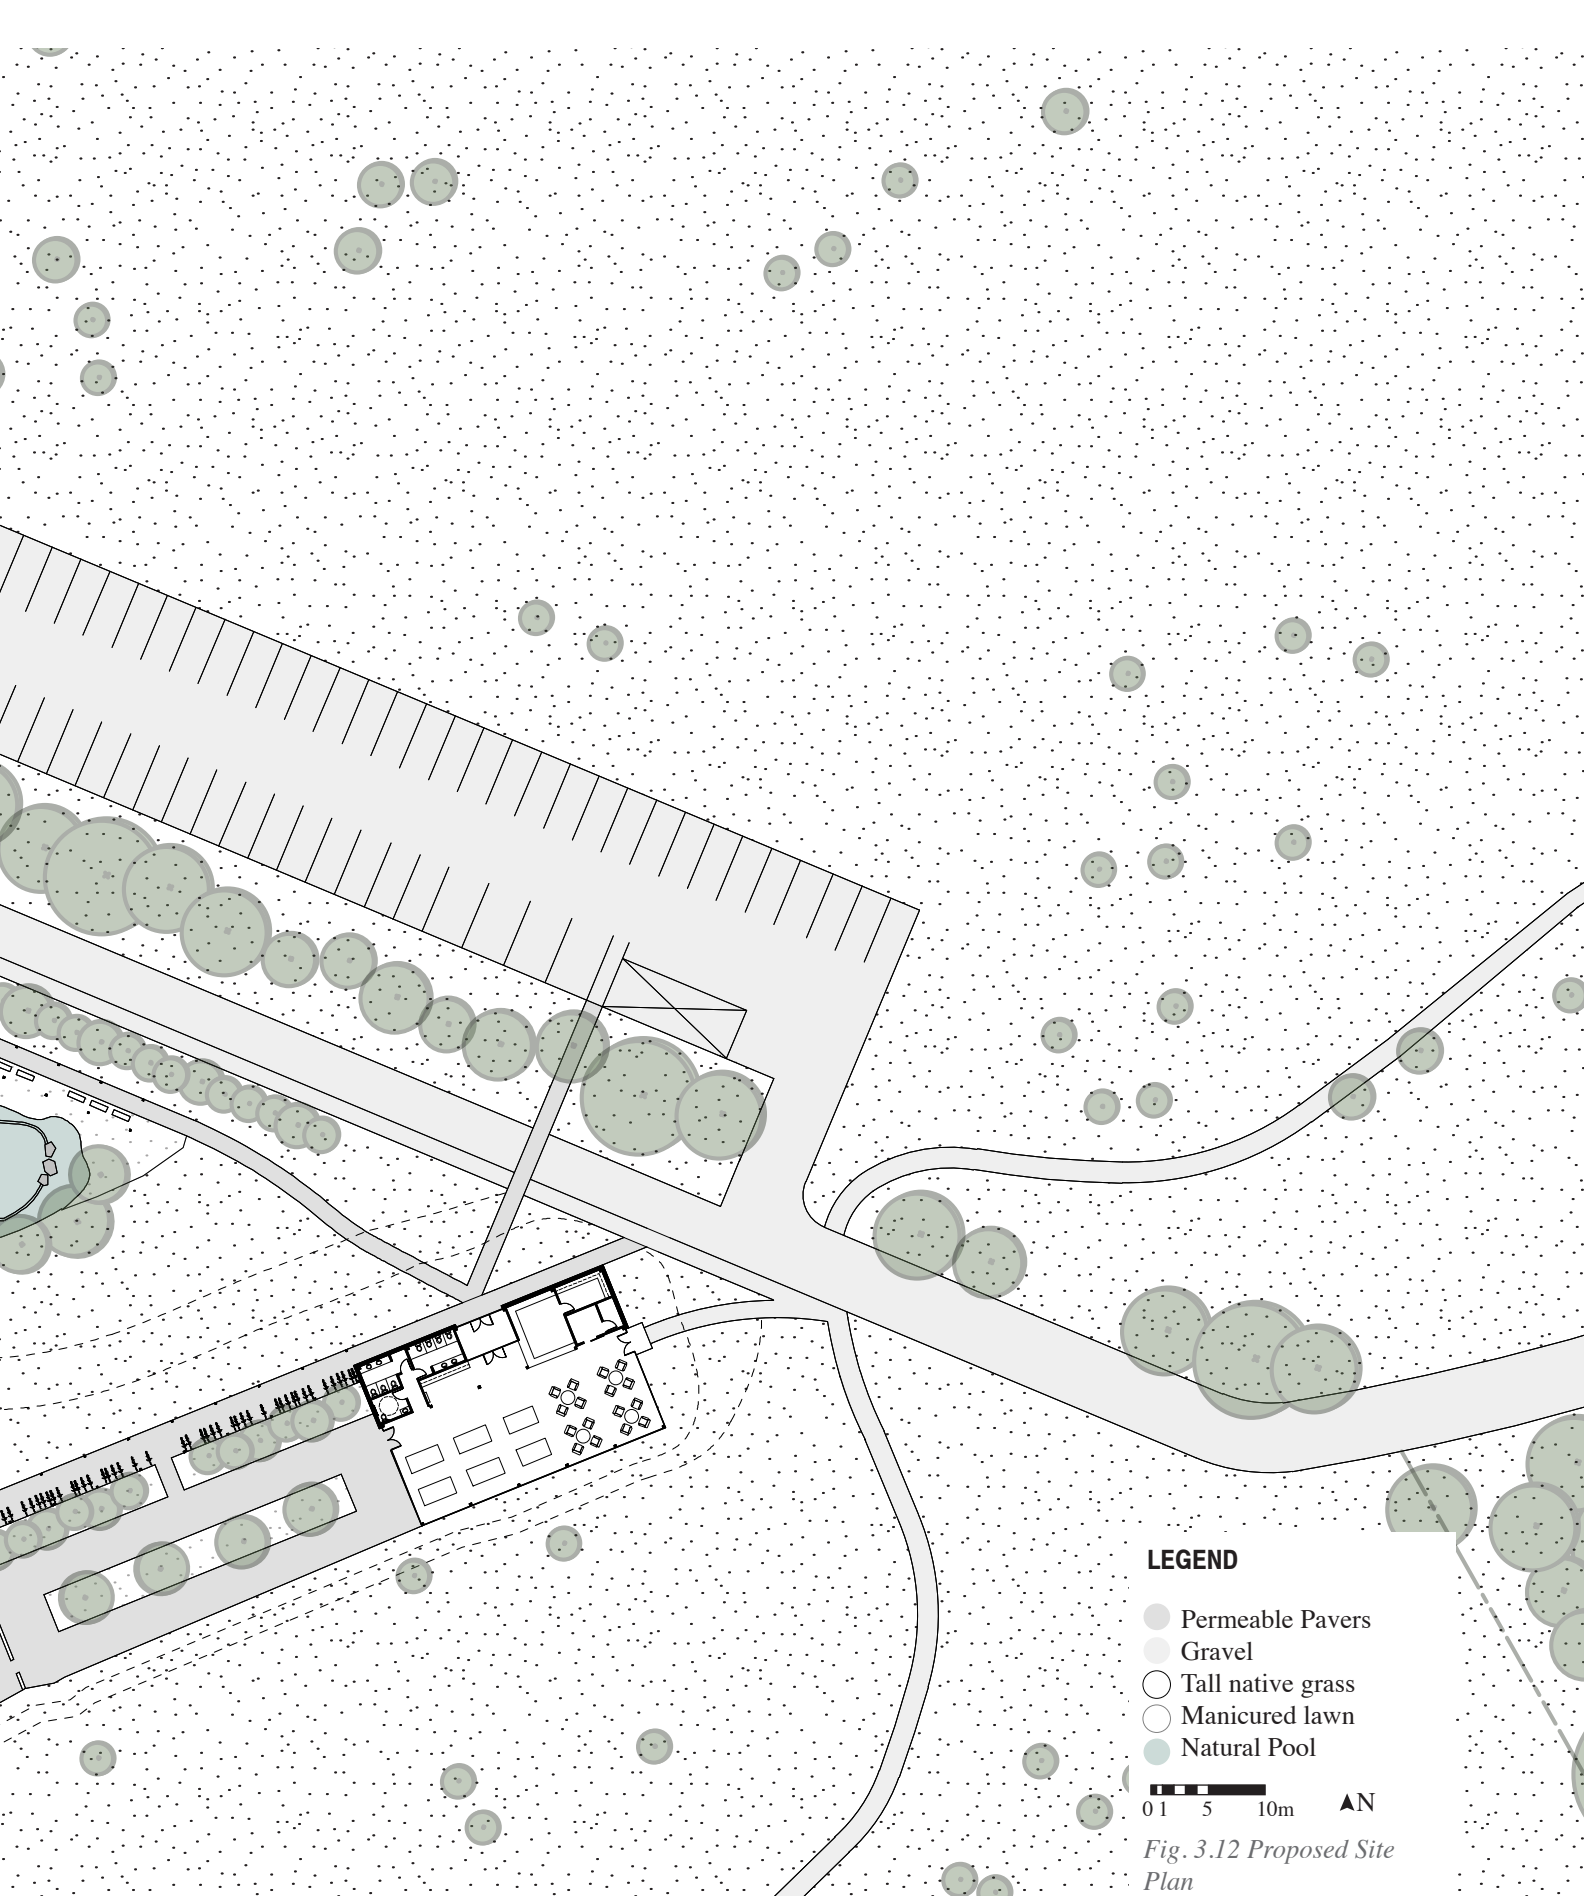 LEGEND
Permeable Pavers
Gravel
Tall native grass
Manicured lawn
Natural Pool
0 1 5 10m
N
Fig. 3.12 Proposed Site
Plan